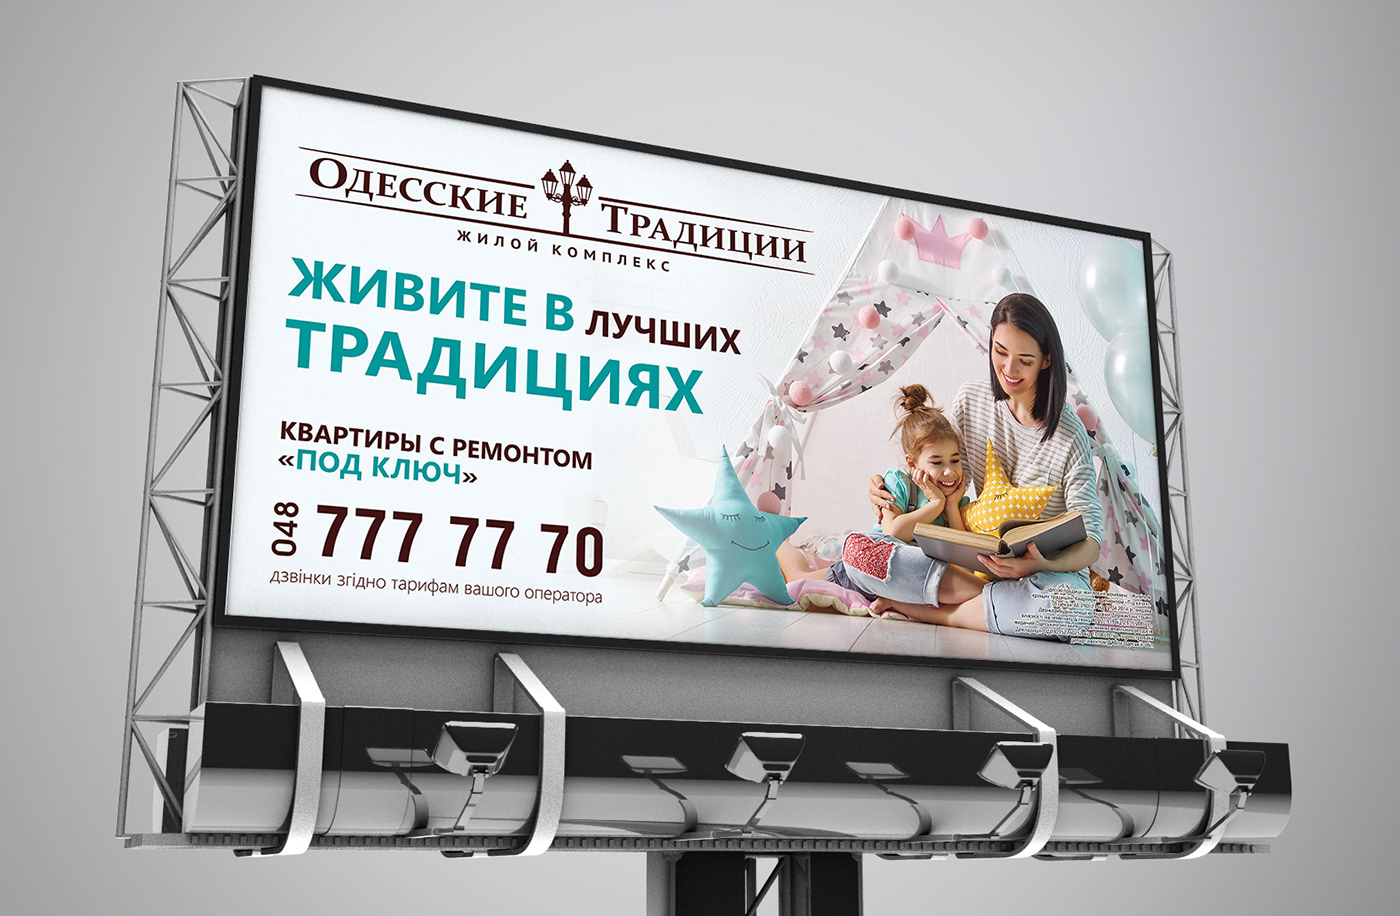 ОДЕССКИЕ ТРАДИЦИИ
ЖИЛОЙ КОМПЛЕКС
ЖИВИТЕ В ЛУЧШИХ
ТРАДИЦИЯХ
КВАРТИРЫ С РЕМОНТОМ
«ПОД КЛЮЧ»
048 777 77 70
дзвінки згідно тарифам вашого оператора